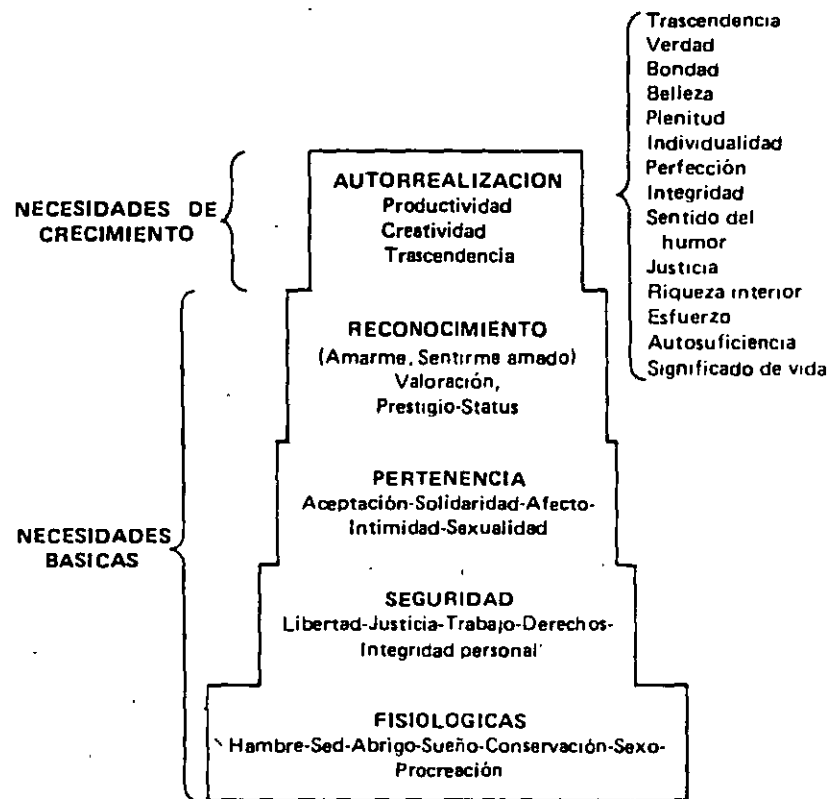 Trascendencia
Verdad
Bondad
Belleza
Plenitud
Individualidad
Perfección
Integridad
Sentido del
humor
Justicia
Riqueza interior
Esfuerzo
Autosuficiencia
Significado de vida
NECESIDADES DE
CRECIMIENTO
AUTORREALIZACION
Productividad
Creatividad
Trascendencia
NECESIDADES
BASICAS
RECONOCIMIENTO
(Amarme, Sentirme amado)
Valoración,
Prestigio-Status
PERTENENCIA
Aceptación-Solidaridad-Afecto-
Intimidad-Sexualidad
SEGURIDAD
Libertad-Justicia-Trabajo-Derechos-
Integridad personal
FISIOLOGICAS
Hambre-Sed-Abrigo-Sueño-Conservación-Sexo-
Procreación